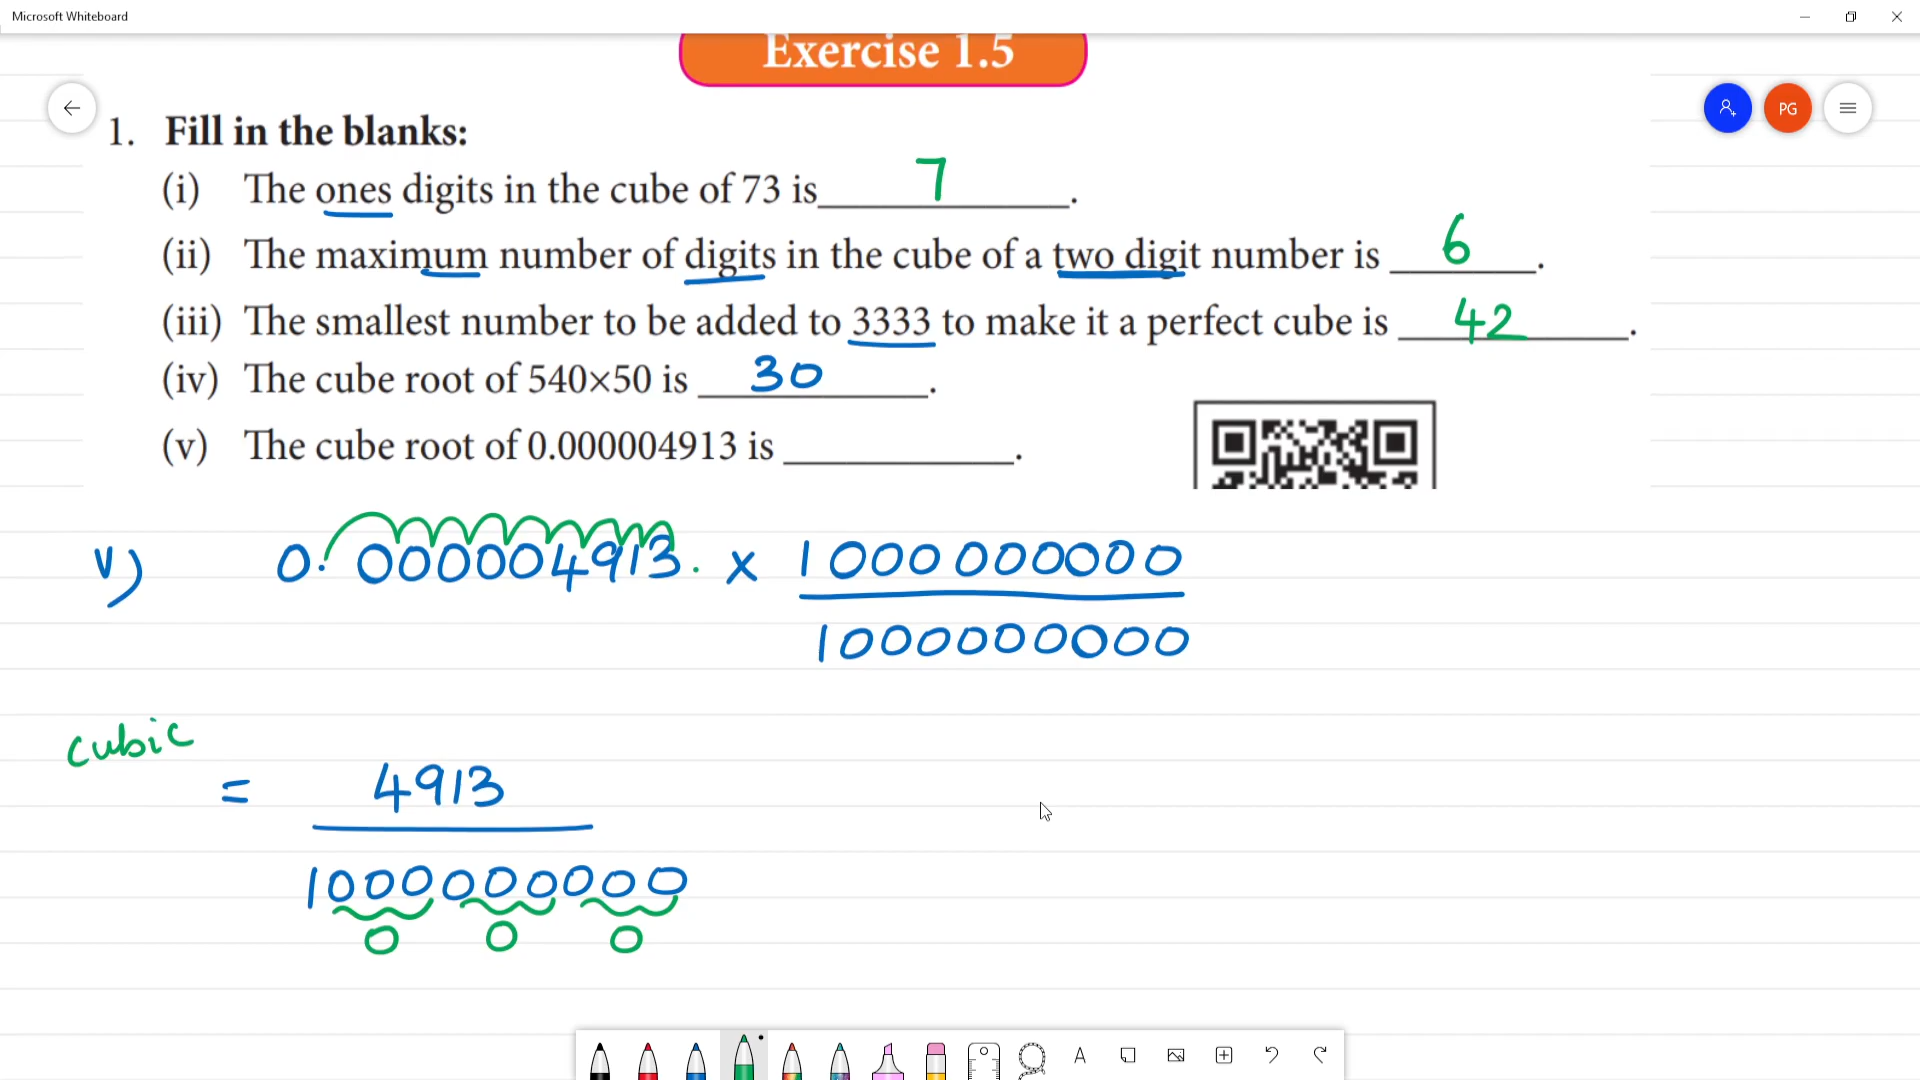 Microsoft Whiteboard
Exercise 1.5
PG
1. Fill in the blanks:
(i) The ones digits in the cube of 73 is 7.
(ii) The maximum number of digits in the cube of a two digit number is 6.
(iii) The smallest number to be added to 3333 to make it a perfect cube is 42.
(iv) The cube root of 540×50 is 30.
(v) The cube root of 0.000004913 is ____________.
v) 0.000004913. x 1000000000
1000000000
cubic
= 4913
1000000000
0 0 0
A